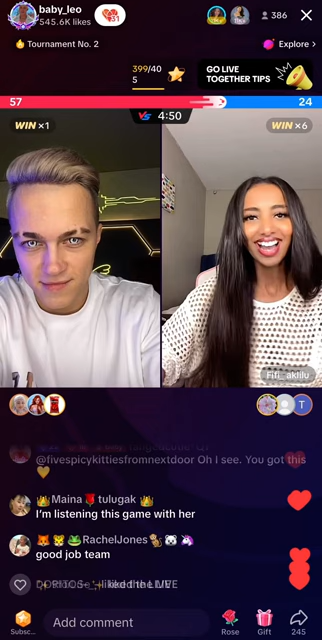 baby_leo
545.6K likes
31
386
Tournament No. 2
Explore >
399/40
5
GO LIVE
TOGETHER TIPS
57
VS
24
4:50
WIN ×1
WIN ×6
Fifi_aklilu
T
@fivespicykittiesfromnextdoor Oh I see. You got this
💛
👑Maina🌹tulugak 👑
I'm listening this game with her
🦊🐯🐸RachelJones🐒🐼🦄
good job team
liked the LIVE
Subsc...
Add comment
Rose
Gift
245